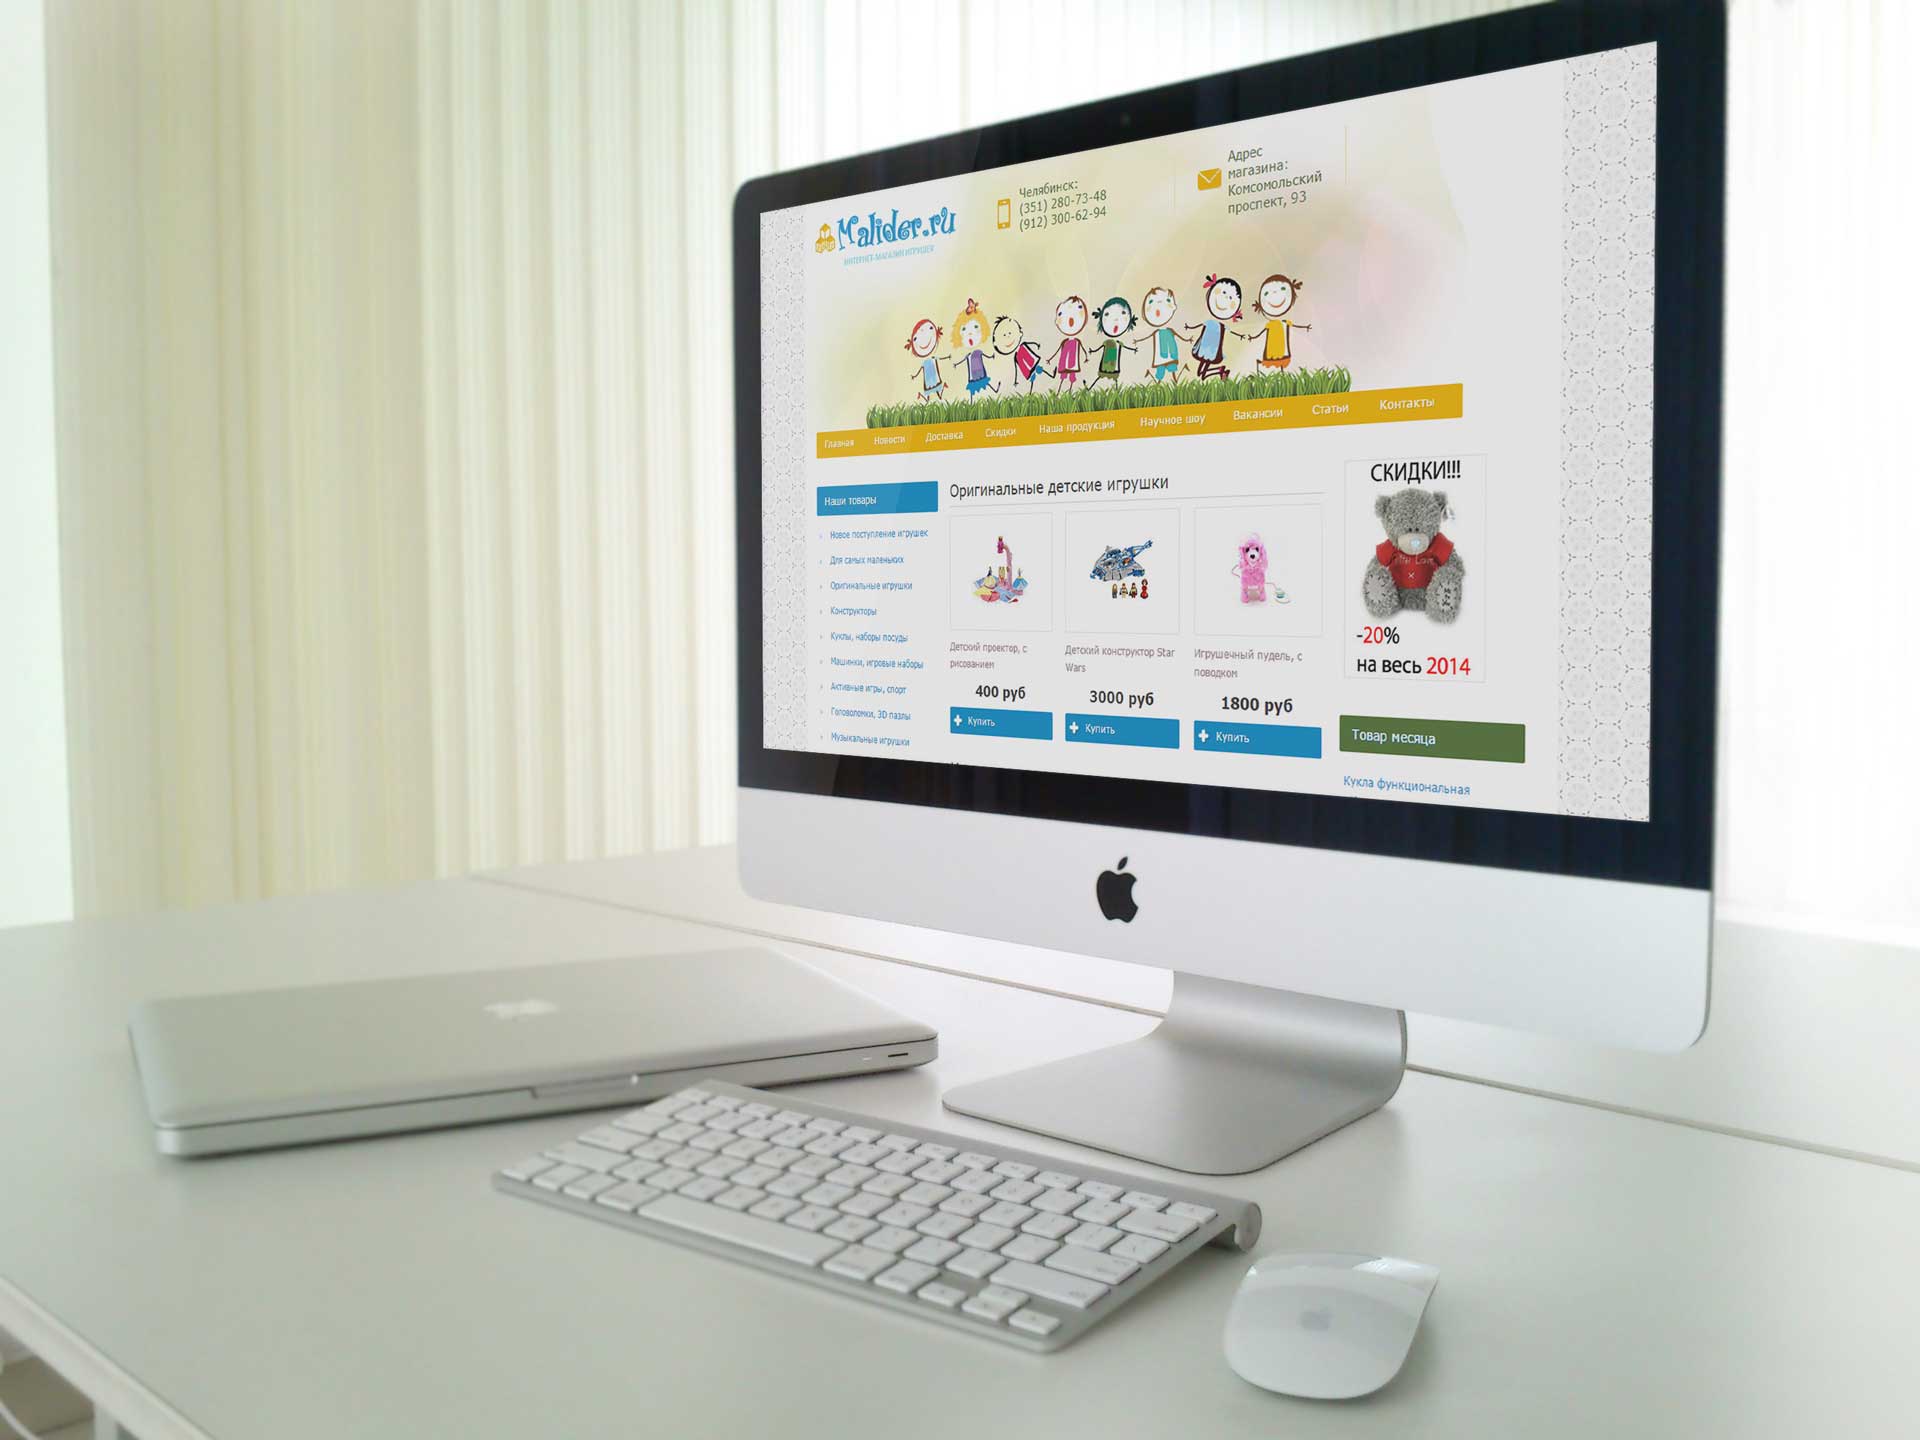 Malider.ru
ИНТЕРНЕТ-МАГАЗИН ИГРУШЕК
Челябинск:
(351) 280-73-48
(912) 300-62-94
Адрес
магазина:
Комсомольский
проспект, 93
Главная
Новости
Доставка
Скидки
Наша продукция
Научное шоу
Вакансии
Статьи
Контакты
Наши товары
Новое поступление игрушек
Для самых маленьких
Оригинальные игрушки
Конструкторы
Куклы, наборы посуды
Машинки, игровые наборы
Активные игры, спорт
Головоломки, 3D пазлы
Музыкальные игрушки
Оригинальные детские игрушки
Детский проектор, с
рисованием
400 руб
Купить
Детский конструктор Star
Wars
3000 руб
Купить
Игрушечный пудель, с
поводком
1800 руб
Купить
СКИДКИ!!!
-20%
на весь 2014
Товар месяца
Кукла функциональная